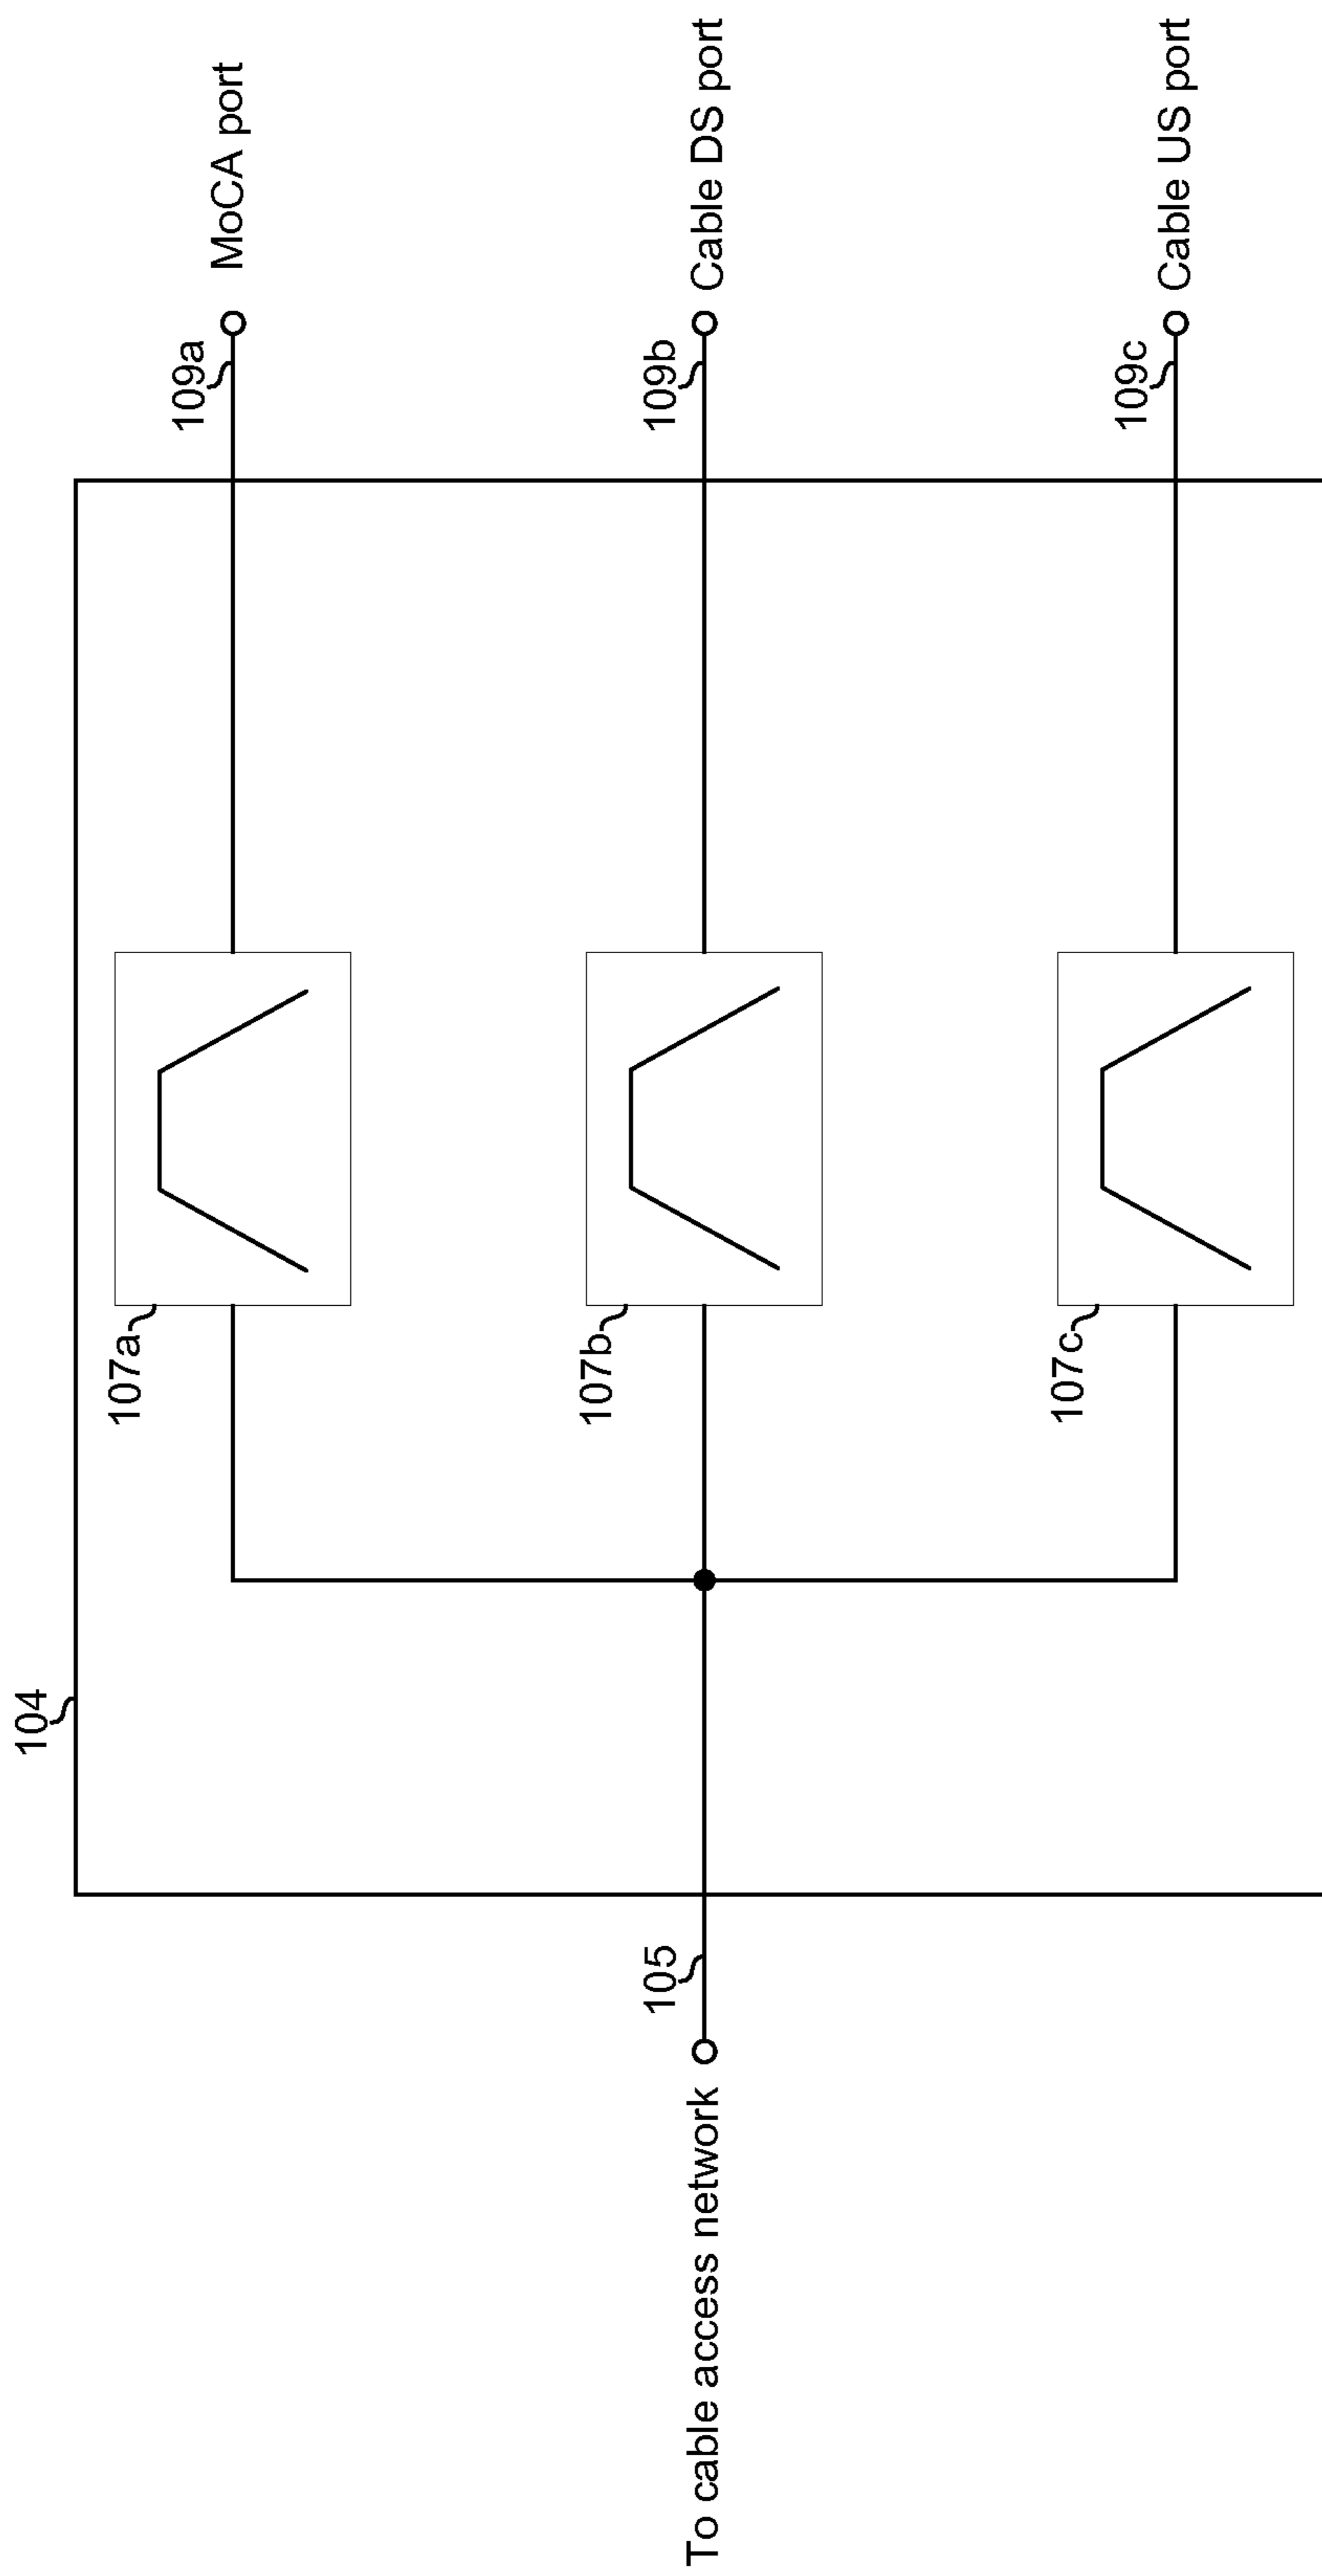 104
107a
109a
MoCA port
To cable access network
105
107b
109b
Cable DS port
107c
109c
Cable US port